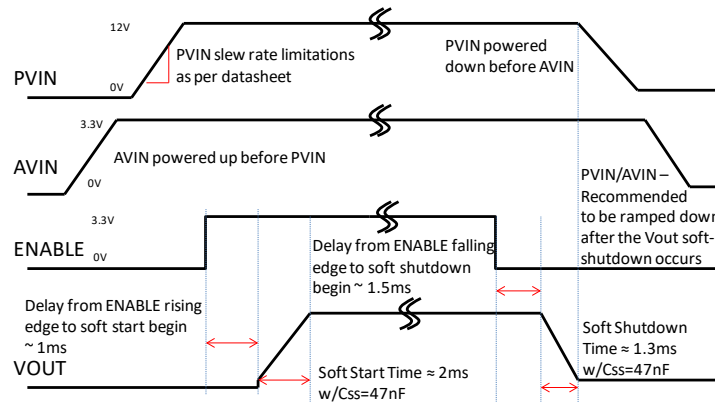 12V
PVIN
0V
PVIN slew rate limitations
as per datasheet
PVIN powered
down before AVIN
3.3V
AVIN
0V
AVIN powered up before PVIN
PVIN/AVIN –
Recommended
to be ramped down
after the Vout soft-
shutdown occurs
3.3V
ENABLE
0V
Delay from ENABLE falling
edge to soft shutdown
begin ~ 1.5ms
Delay from ENABLE rising
edge to soft start begin
~ 1ms
VOUT
Soft Start Time ≈ 2ms
w/Css=47nF
Soft Shutdown
Time ≈ 1.3ms
w/Css=47nF